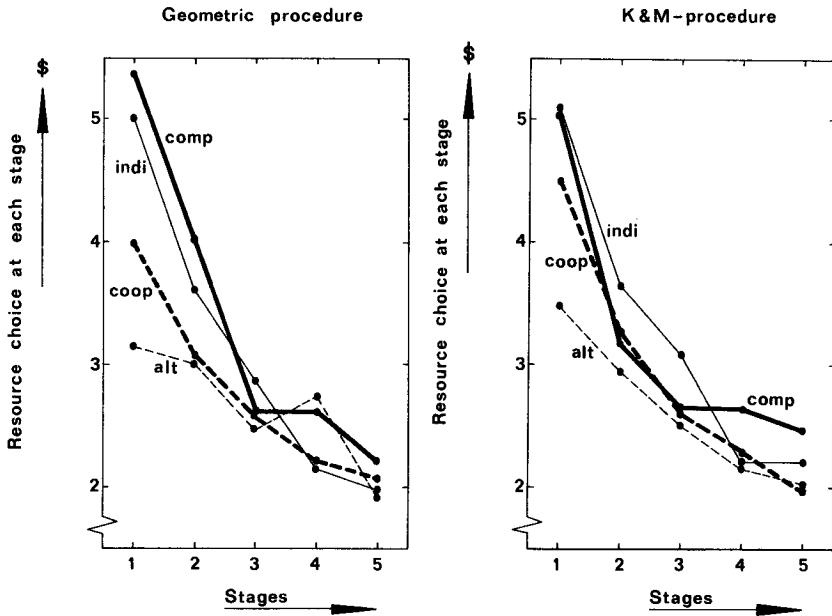 Geometric procedure
$
Resource choice at each stage
5
4
3
2
comp
indi
coop
alt
1 2 3 4 5
Stages
K & M - procedure
$
Resource choice at each stage
5
4
3
2
indi
coop
alt
comp
1 2 3 4 5
Stages